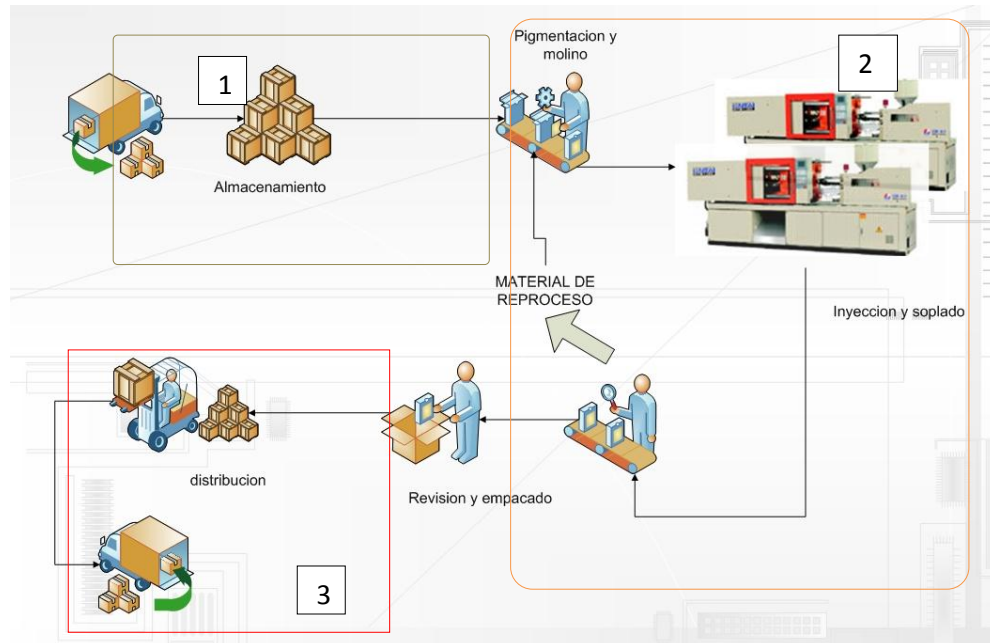 Pigmentacion y
molino
1
2
Almacenamiento
MATERIAL DE
REPROCESO
Inyeccion y soplado
distribucion
Revision y empacado
3